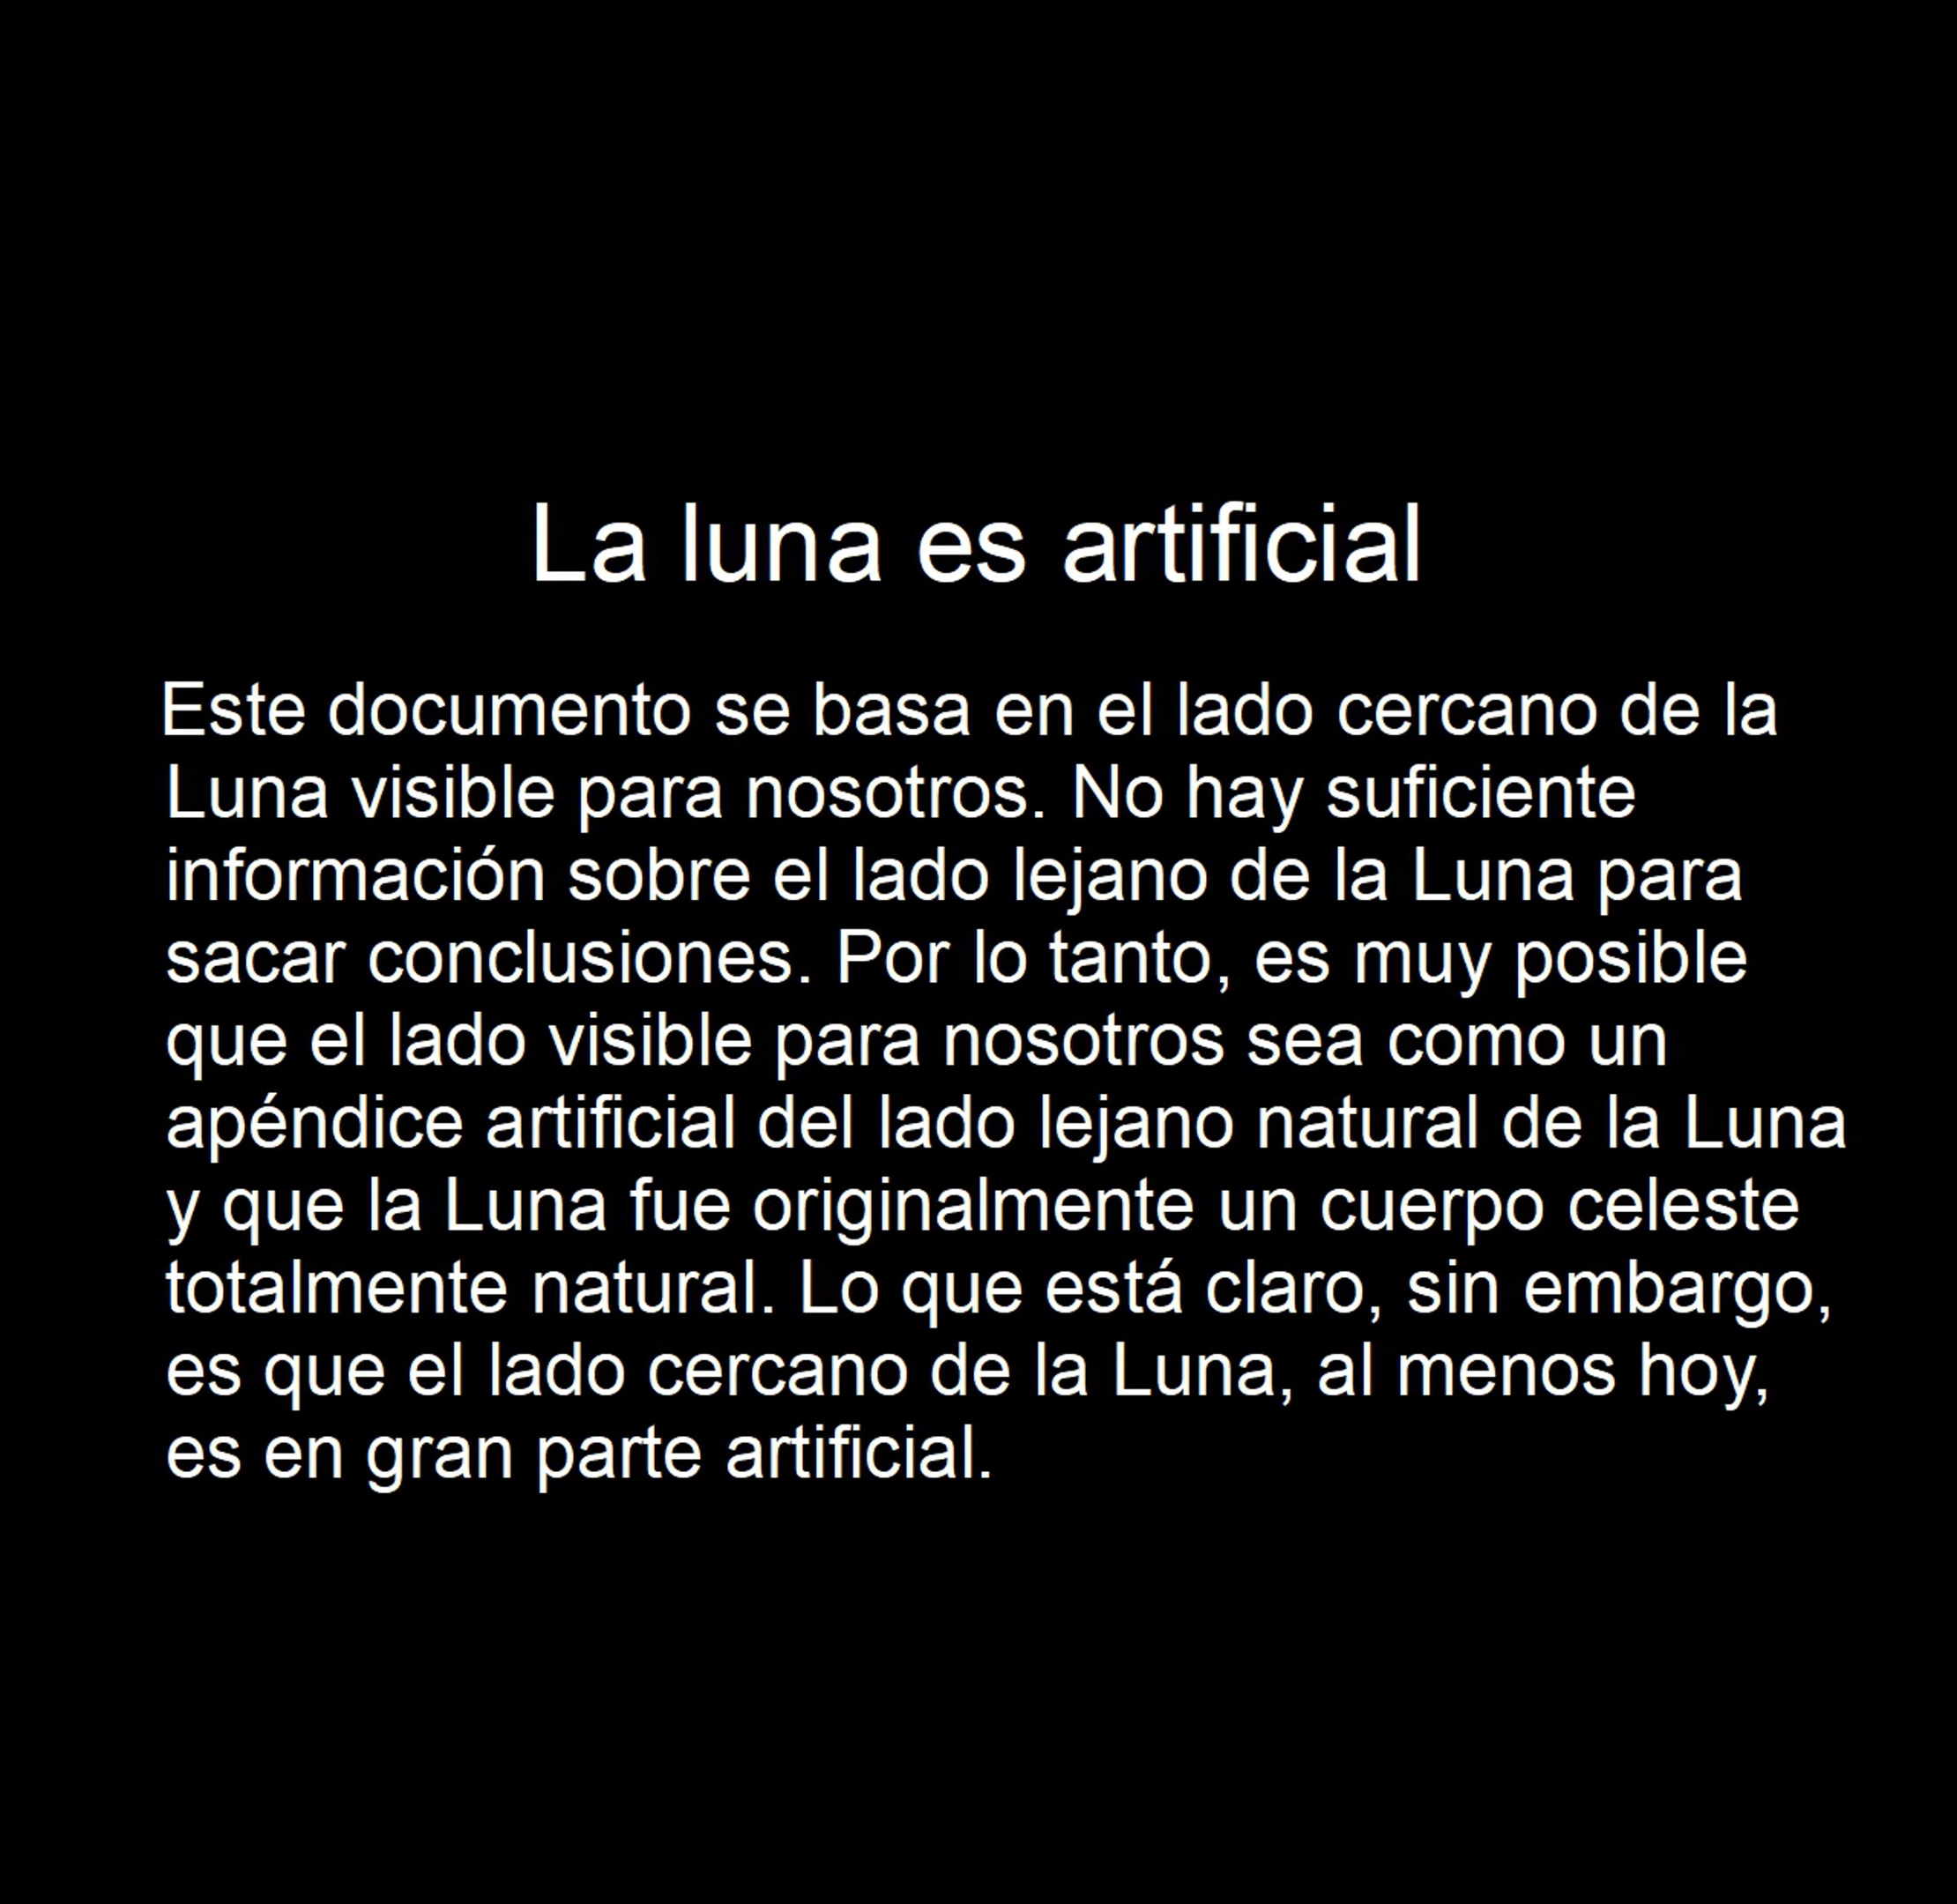 La luna es artificial
Este documento se basa en el lado cercano de la
Luna visible para nosotros. No hay suficiente
información sobre el lado lejano de la Luna para
sacar conclusiones. Por lo tanto, es muy posible
que el lado visible para nosotros sea como un
apéndice artificial del lado lejano natural de la Luna
y que la Luna fue originalmente un cuerpo celeste
totalmente natural. Lo que está claro, sin embargo,
es que el lado cercano de la Luna, al menos hoy,
es en gran parte artificial.